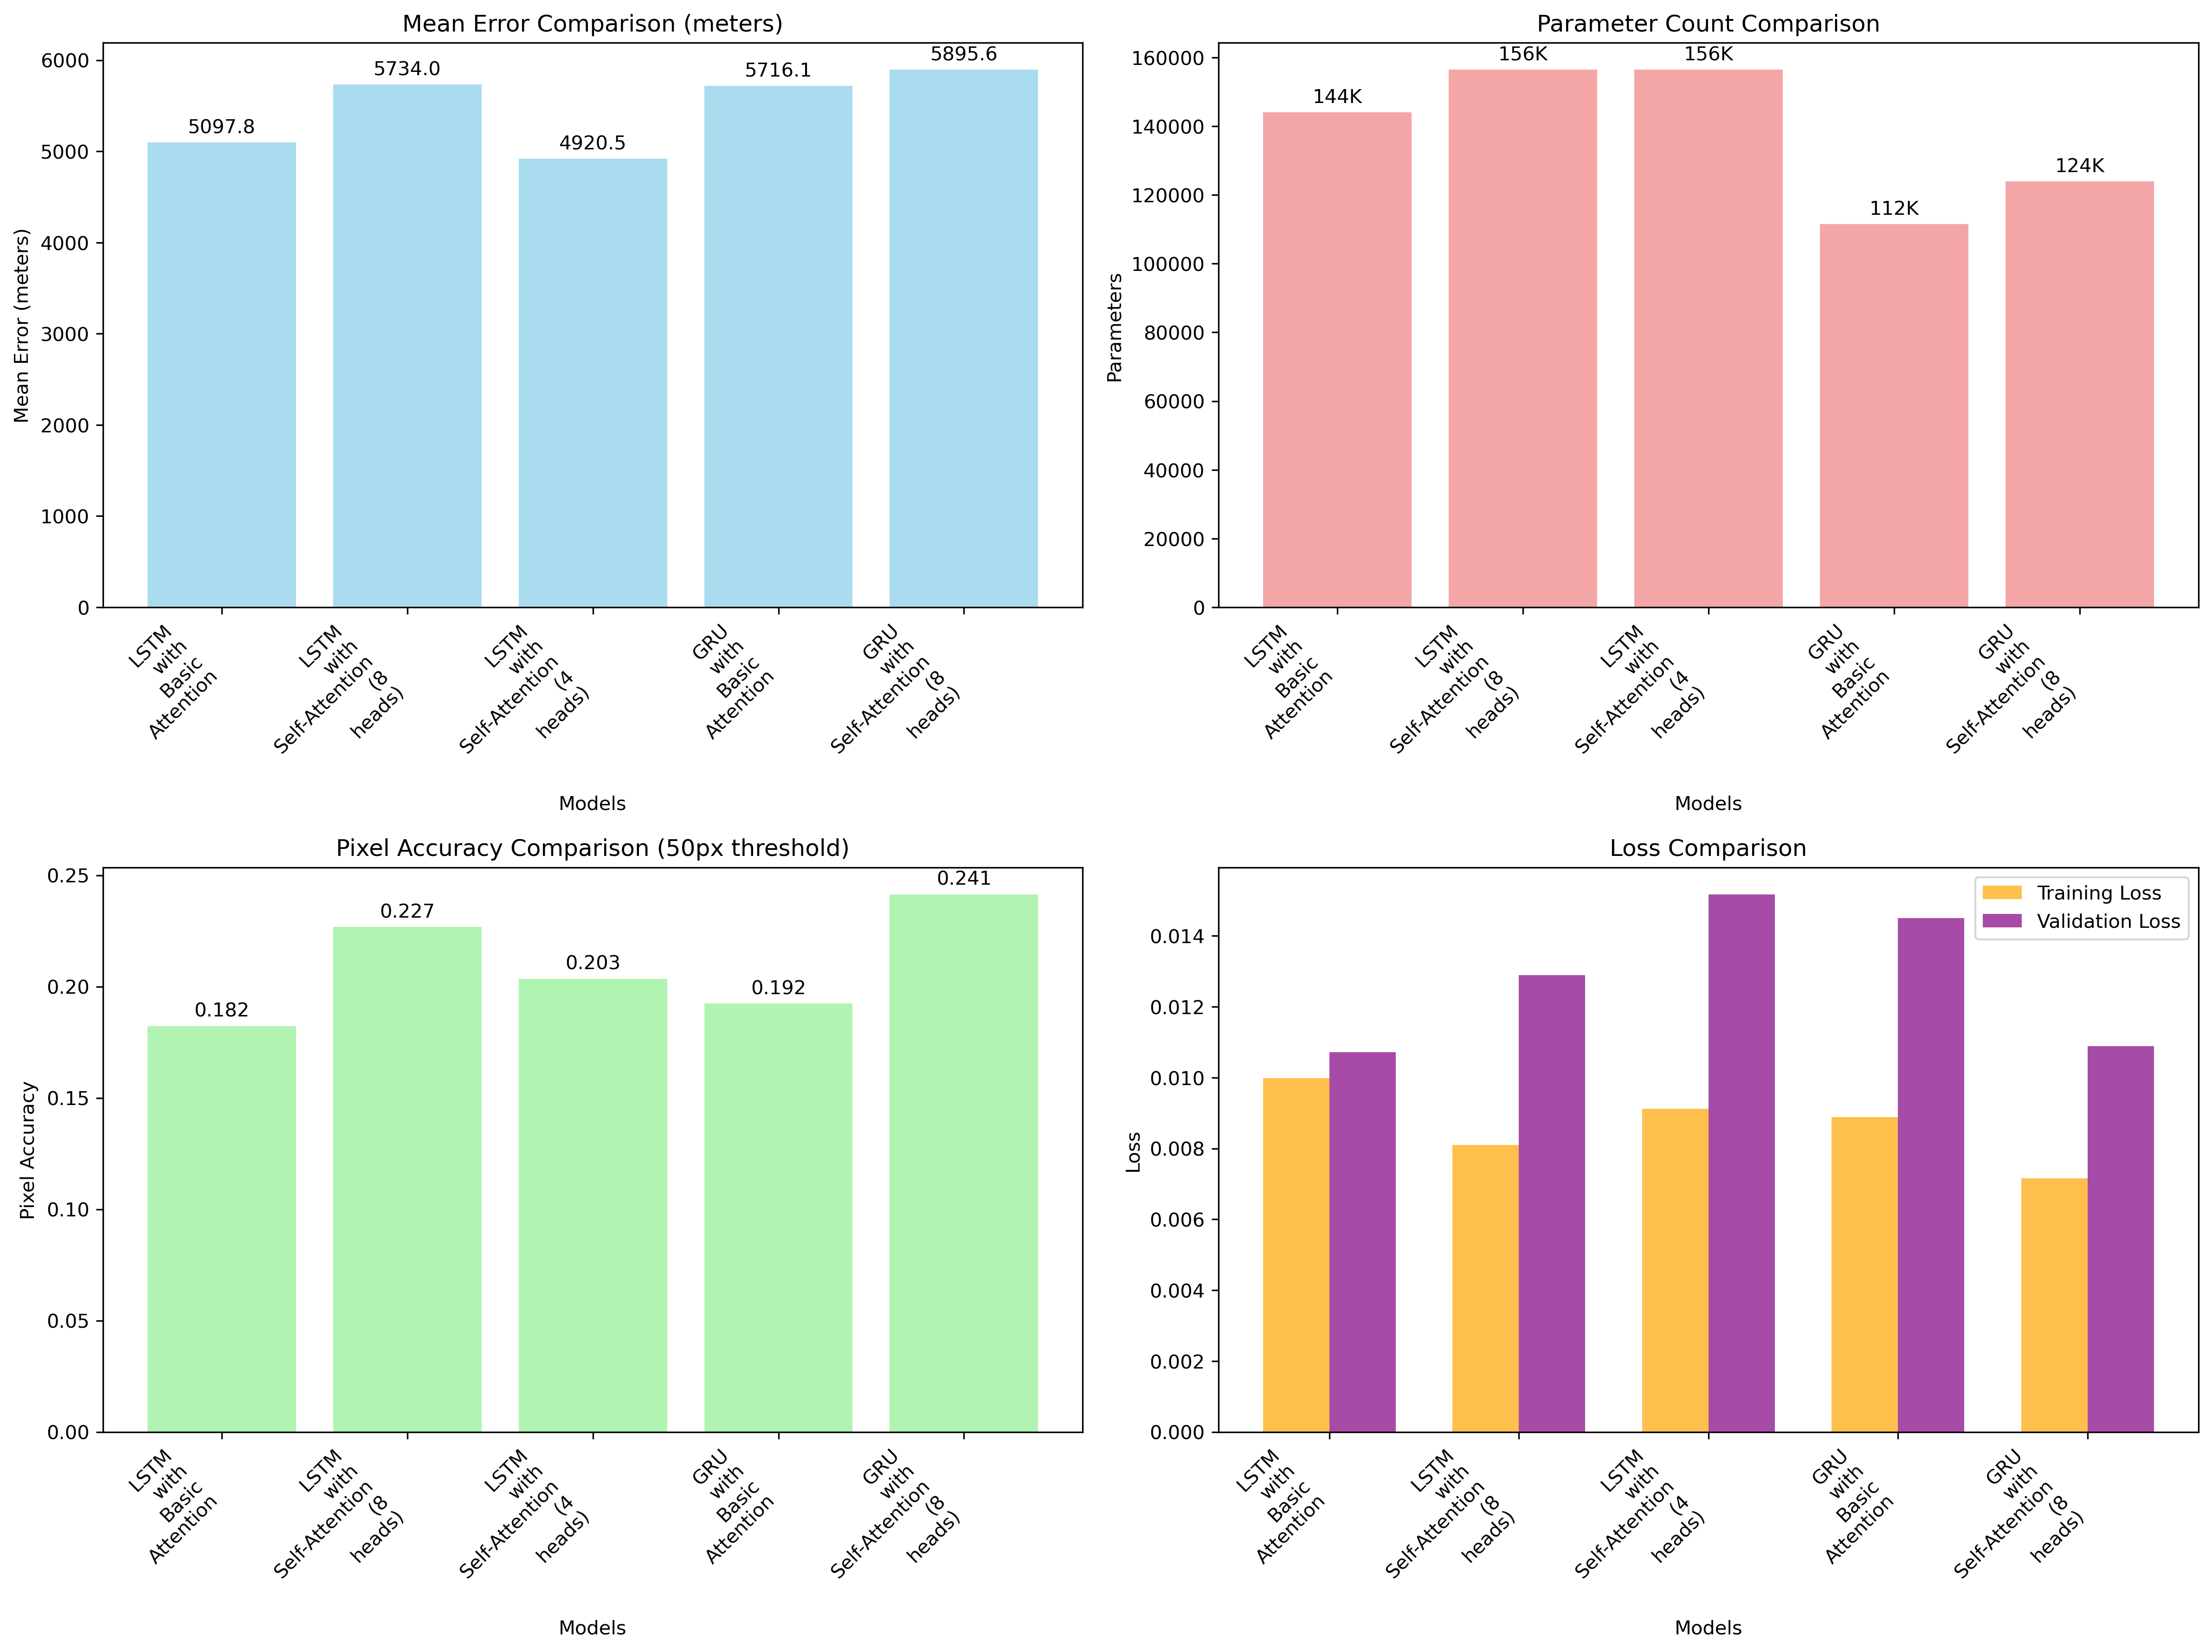 Mean Error Comparison (meters)
Mean Error (meters)
6000
5000
4000
3000
2000
1000
0
5097.8
5734.0
4920.5
5716.1
5895.6
LSTM
with
Basic
Attention
LSTM
with
Self-Attention
(8
heads)
LSTM
with
Self-Attention
(4
heads)
GRU
with
Basic
Attention
GRU
with
Self-Attention
(8
heads)
Models
Parameter Count Comparison
Parameters
160000
140000
120000
100000
80000
60000
40000
20000
0
144K
156K
156K
112K
124K
LSTM
with
Basic
Attention
LSTM
with
Self-Attention
(8
heads)
LSTM
with
Self-Attention
(4
heads)
GRU
with
Basic
Attention
GRU
with
Self-Attention
(8
heads)
Models
Pixel Accuracy Comparison (50px threshold)
Pixel Accuracy
0.25
0.20
0.15
0.10
0.05
0.00
0.182
0.227
0.203
0.192
0.241
LSTM
with
Basic
Attention
LSTM
with
Self-Attention
(8
heads)
LSTM
with
Self-Attention
(4
heads)
GRU
with
Basic
Attention
GRU
with
Self-Attention
(8
heads)
Models
Loss Comparison
Loss
0.014
0.012
0.010
0.008
0.006
0.004
0.002
0.000
Training Loss
Validation Loss
LSTM
with
Basic
Attention
LSTM
with
Self-Attention
(8
heads)
LSTM
with
Self-Attention
(4
heads)
GRU
with
Basic
Attention
GRU
with
Self-Attention
(8
heads)
Models